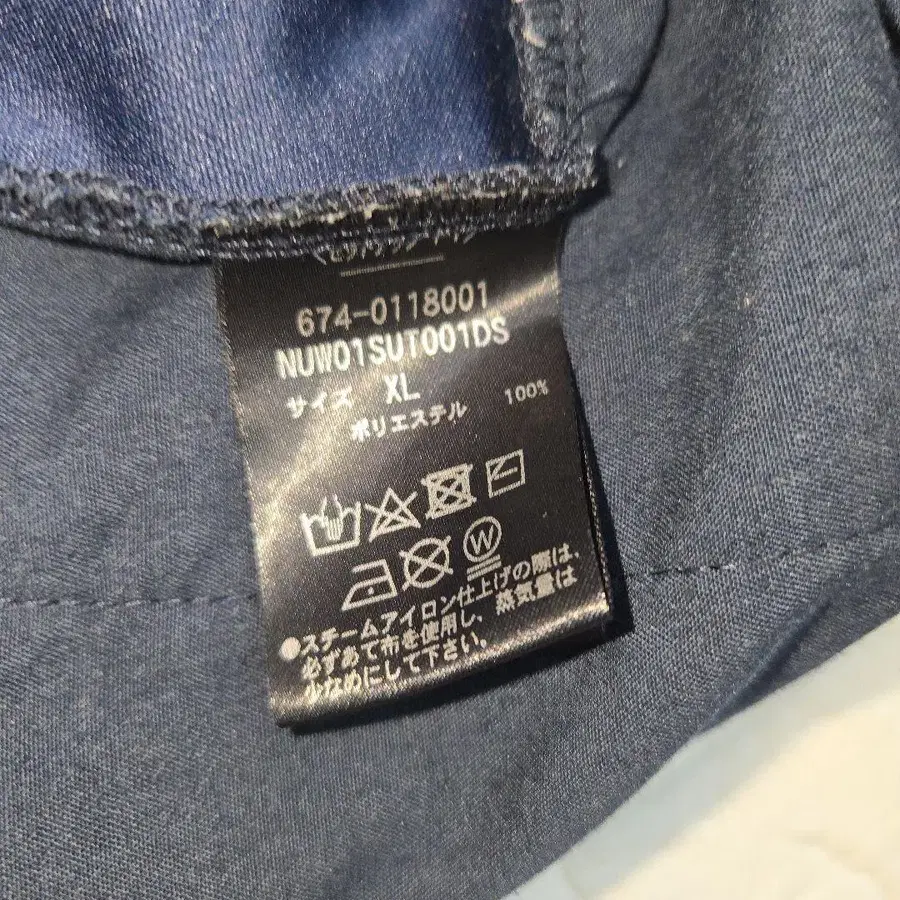 674-0118001
NUW01SUT001DS
サイズ XL
ポリエステル 100%
W
●スチームアイロン仕上げの際は、
必ずあて布を使用し、蒸気量は
少なめにして下さい。